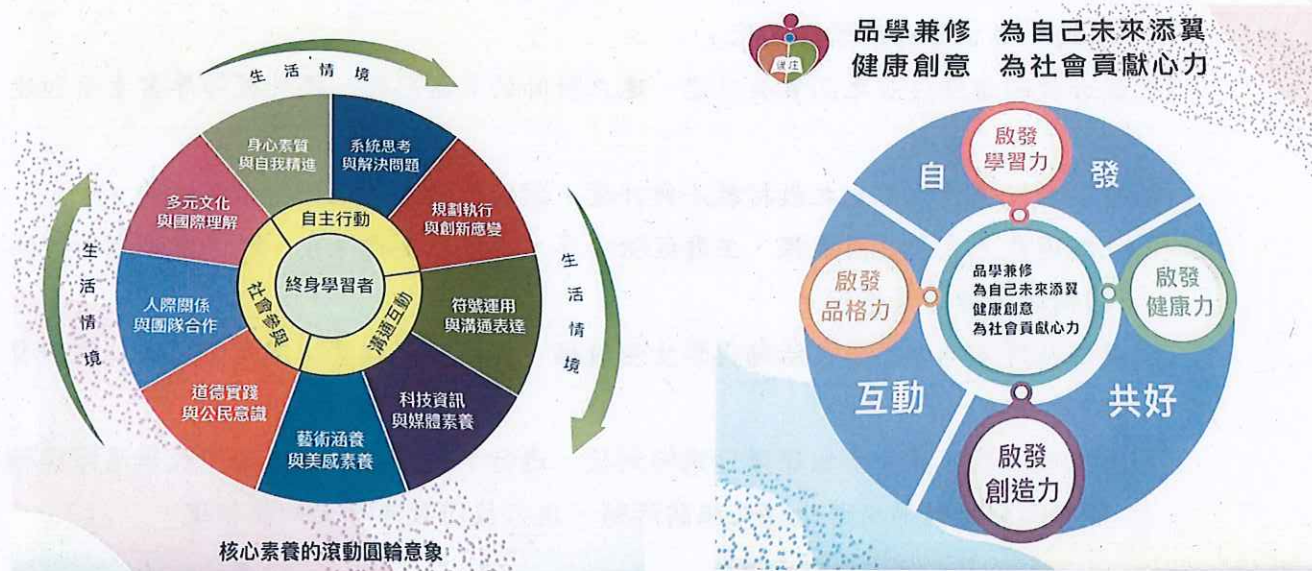 生活情境
生活情境
生活情境
身心素質
與自我精進
系統思考
與解決問題
規劃執行
與創新應變
符號運用
與溝通表達
科技資訊
與媒體素養
藝術涵養
與美感素養
道德實踐
與公民意識
人際關係
與團隊合作
多元文化
與國際理解
自主行動
溝通互動
社會參與
終身學習者
核心素養的滾動圓輪意象
品學兼修 為自己未來添翼
健康創意 為社會貢獻心力
自發
互動
共好
啟發
學習力
啟發
品格力
啟發
健康力
啟發
創造力
品學兼修
為自己未來添翼
健康創意
為社會貢獻心力